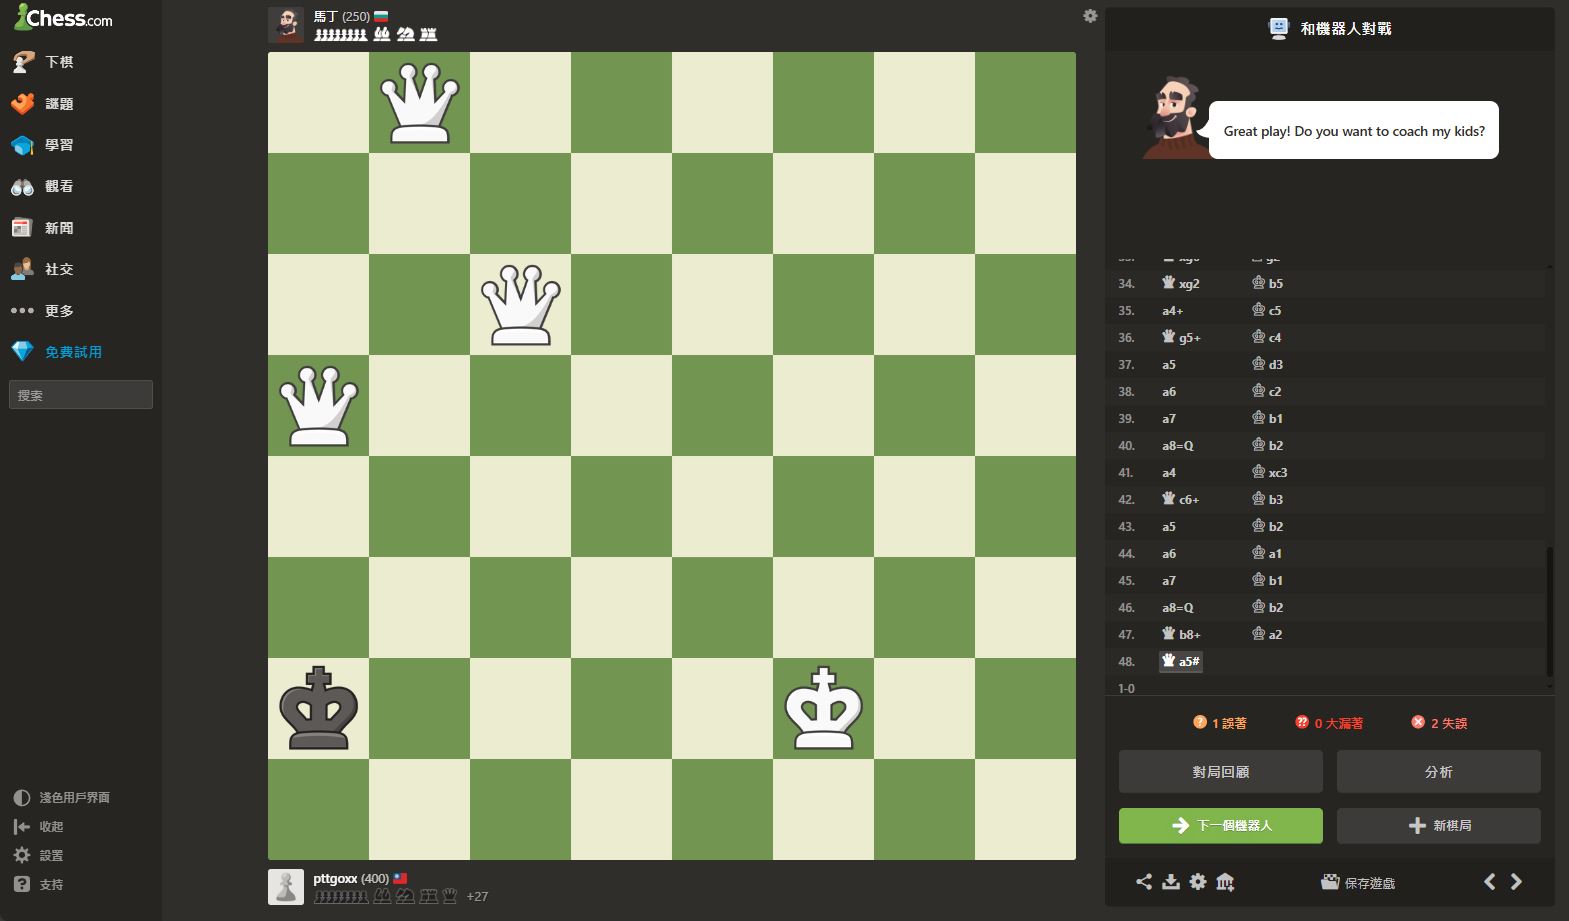 Chess.com
下棋
謎題
學習
觀看
新聞
社交
更多
免費試用
搜索
淺色用戶界面
收起
設置
支持
馬丁 (250)
pttgoxx (400)
+27
和機器人對戰
Great play! Do you want to coach my kids?
34. xg2 b5
35. a4+ c5
36. g5+ c4
37. a5 d3
38. a6 c2
39. a7 b1
40. a8=Q b2
41. a4 xc3
42. c6+ b3
43. a5 b2
44. a6 a1
45. a7 b1
46. a8=Q b2
47. b8+ a2
48. a5#
1-0
1 誤著 0 大漏著 2 失誤
對局回顧 分析
下一個機器人 新棋局
保存遊戲